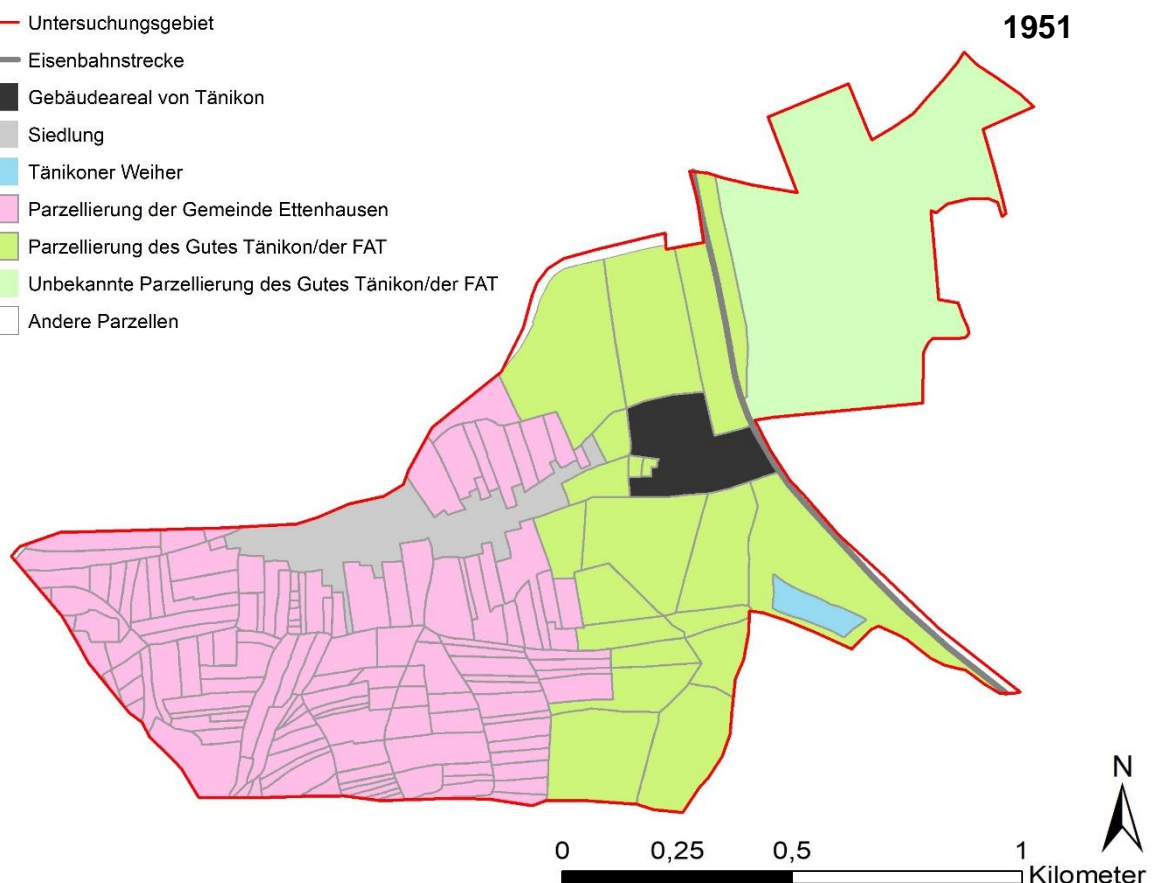 1951
Untersuchungsgebiet
Eisenbahnstrecke
Gebäudeareal von Tänikon
Siedlung
Tänikoner Weiher
Parzellierung der Gemeinde Ettenhausen
Parzellierung des Gutes Tänikon/der FAT
Unbekannte Parzellierung des Gutes Tänikon/der FAT
Andere Parzellen
N
0 0,25 0,5 1
Kilometer